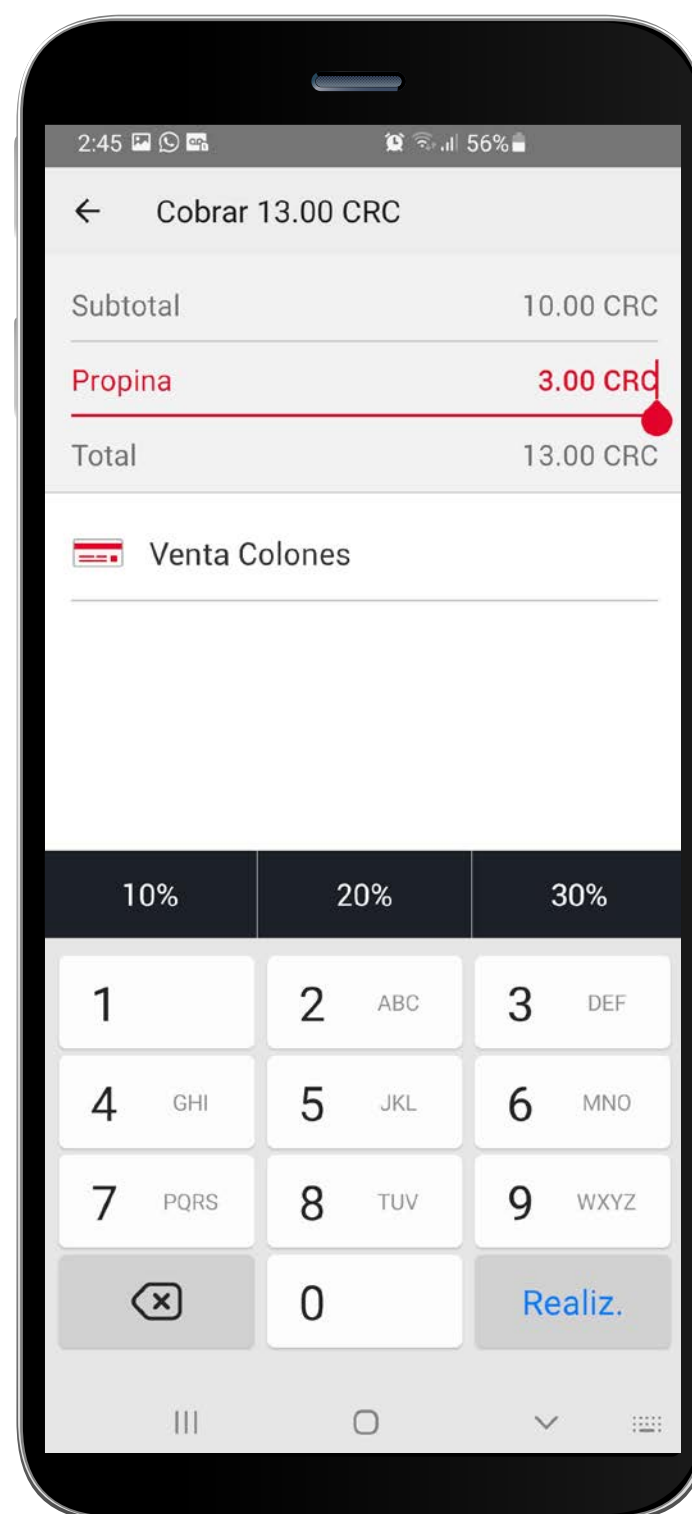 2:45 56%
Cobrar 13.00 CRC
Subtotal 10.00 CRC
Propina 3.00 CRC
Total 13.00 CRC
Venta Colones
10% 20% 30%
1 2 ABC 3 DEF
4 GHI 5 JKL 6 MNO
7 PQRS 8 TUV 9 WXYZ
0 Realiz.